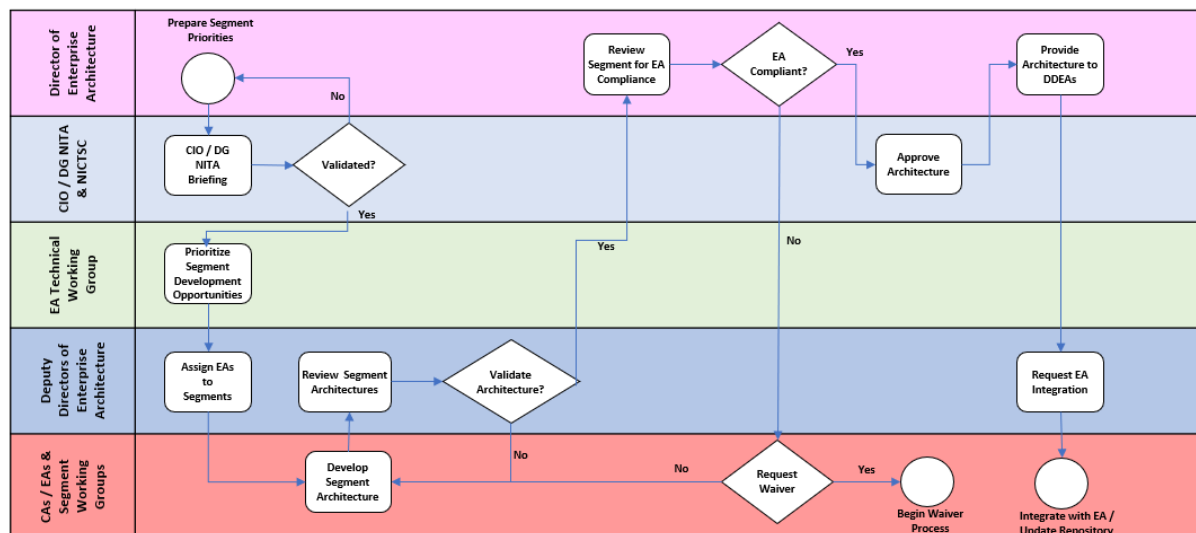 Director of
Enterprise
Architecture
Prepare Segment
Priorities
No
Review
Segment for EA
Compliance
EA
Compliant?
Yes
Provide
Architecture to
DDEAs
CIO / DG NITA
& NICTSC
CIO / DG
NITA
Briefing
Validated?
Yes
Approve
Architecture
EA Technical
Working
Group
Prioritize
Segment
Development
Opportunities
Yes
No
Deputy
Directors of
Enterprise
Architecture
Assign EAs
to
Segments
Review Segment
Architectures
Validate
Architecture?
Request EA
Integration
CAs / EAs &
Segment
Working
Groups
Develop
Segment
Architecture
No
No
Request
Waiver
Yes
Begin Waiver
Process
Integrate with EA /
Update Repository